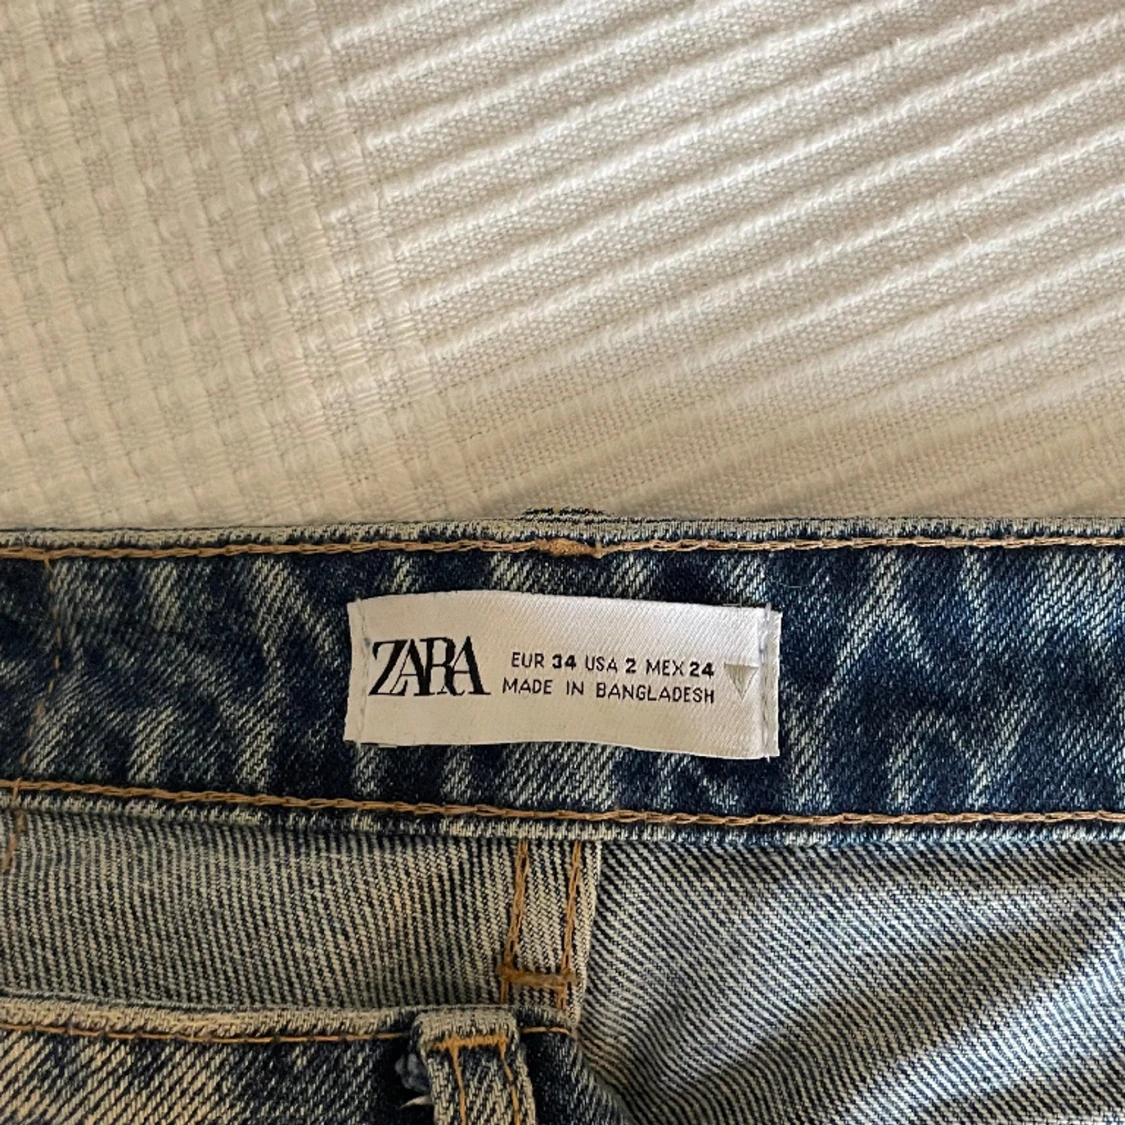 ZARA
EUR 34 USA 2 MEX 24
MADE IN BANGLADESH